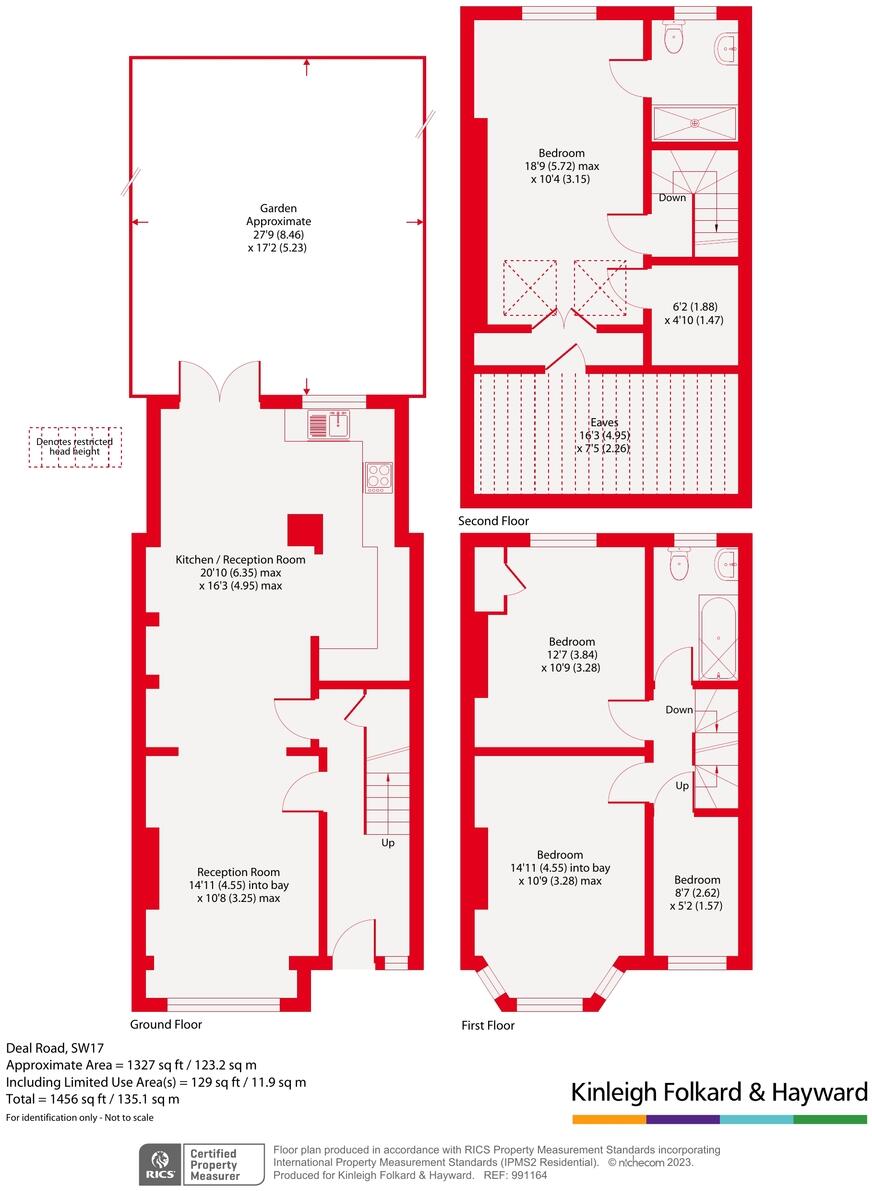 Garden
Approximate
27'9 (8.46)
x 17'2 (5.23)
Denotes restricted
head height
Kitchen / Reception Room
20'10 (6.35) max
x 16'3 (4.95) max
Up
Reception Room
14'11 (4.55) into bay
x 10'8 (3.25) max
Ground Floor
Bedroom
18'9 (5.72) max
x 10'4 (3.15)
Down
6'2 (1.88)
x 4'10 (1.47)
Eaves
16'3 (4.95)
x 7'5 (2.26)
Second Floor
Bedroom
12'7 (3.84)
x 10'9 (3.28)
Down
Up
Bedroom
14'11 (4.55) into bay
x 10'9 (3.28) max
Bedroom
8'7 (2.62)
x 5'2 (1.57)
First Floor
Deal Road, SW17
Approximate Area = 1327 sq ft / 123.2 sq m
Including Limited Use Area(s) = 129 sq ft / 11.9 sq m
Total = 1456 sq ft / 135.1 sq m
For identification only - Not to scale
Kinleigh Folkard & Hayward
RICS
Certified
Property
Measurer
Floor plan produced in accordance with RICS Property Measurement Standards incorporating
International Property Measurement Standards (IPMS2 Residential). © nichecom 2023.
Produced for Kinleigh Folkard & Hayward. REF: 991164